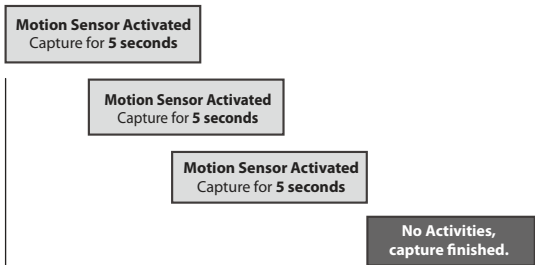 Motion Sensor Activated
Capture for 5 seconds
Motion Sensor Activated
Capture for 5 seconds
Motion Sensor Activated
Capture for 5 seconds
No Activities,
capture finished.